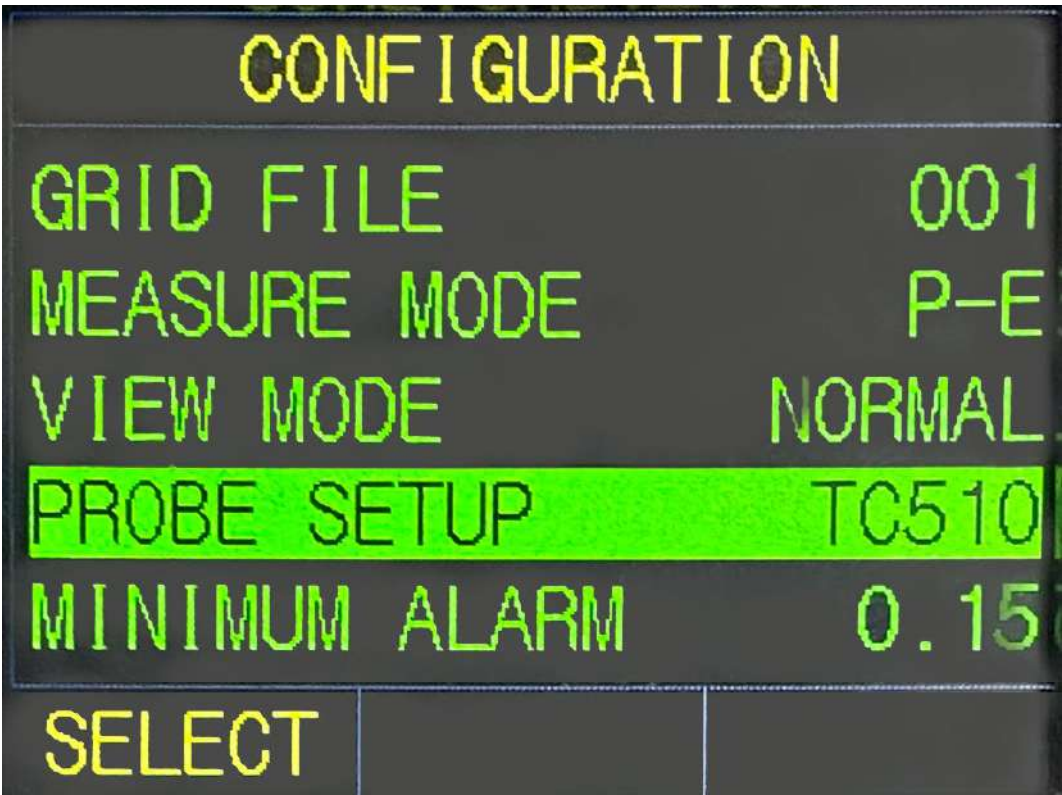 CONFIGURATION
GRID FILE 001
MEASURE MODE P-E
VIEW MODE NORMAL
PROBE SETUP TC510
MINIMUM ALARM 0.15
SELECT